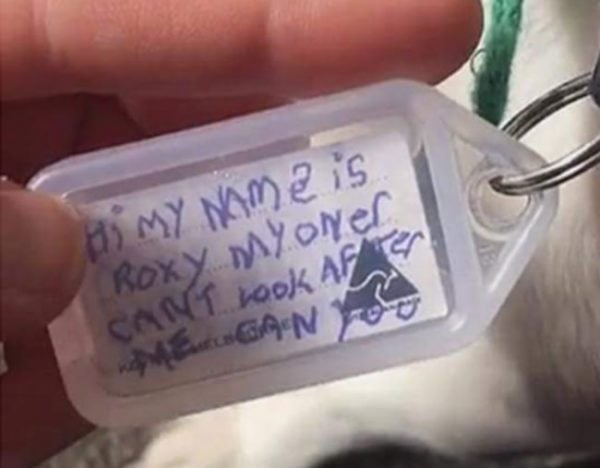 Hi MY NAMe is
ROXY MY ONer
CANT LOOK AFTer
ME CAN YOU